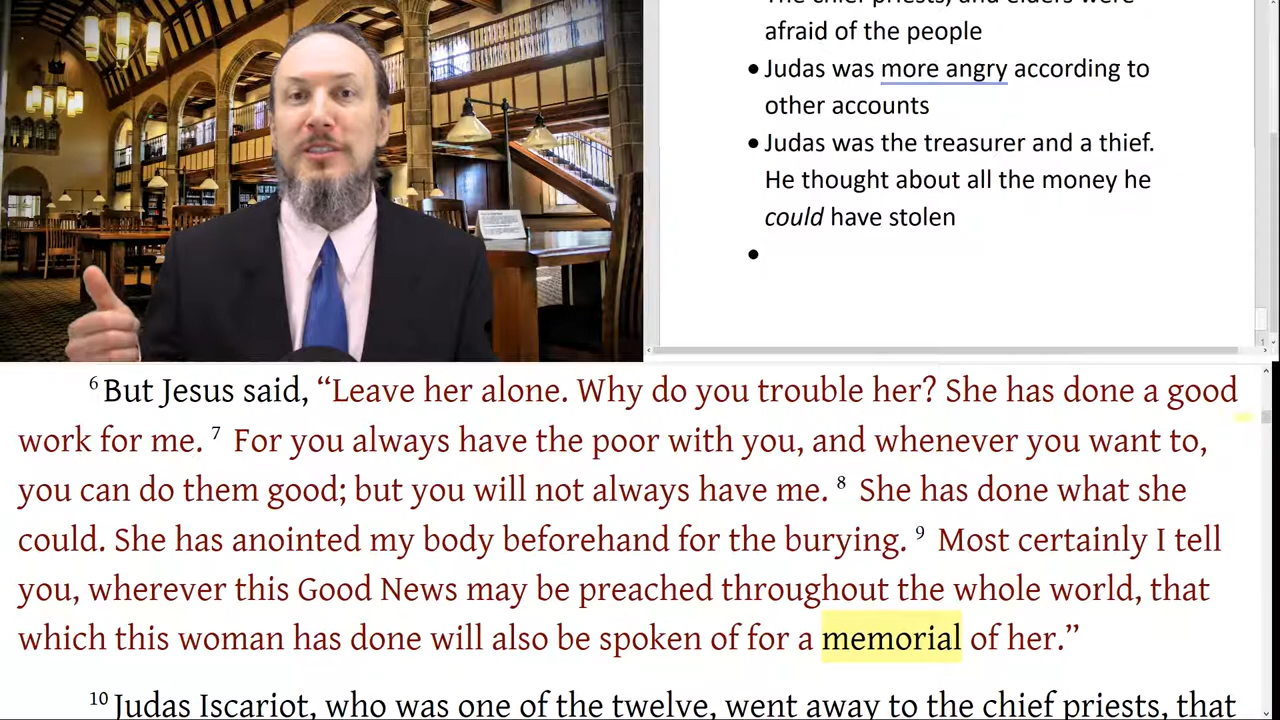 The chief priests, and elders were
afraid of the people
• Judas was more angry according to
other accounts
• Judas was the treasurer and a thief.
He thought about all the money he
could have stolen
•
6 But Jesus said, “Leave her alone. Why do you trouble her? She has done a good
work for me. 7 For you always have the poor with you, and whenever you want to,
you can do them good; but you will not always have me. 8 She has done what she
could. She has anointed my body beforehand for the burying. 9 Most certainly I tell
you, wherever this Good News may be preached throughout the whole world, that
which this woman has done will also be spoken of for a memorial of her.”
10 Judas Iscariot, who was one of the twelve, went away to the chief priests, that